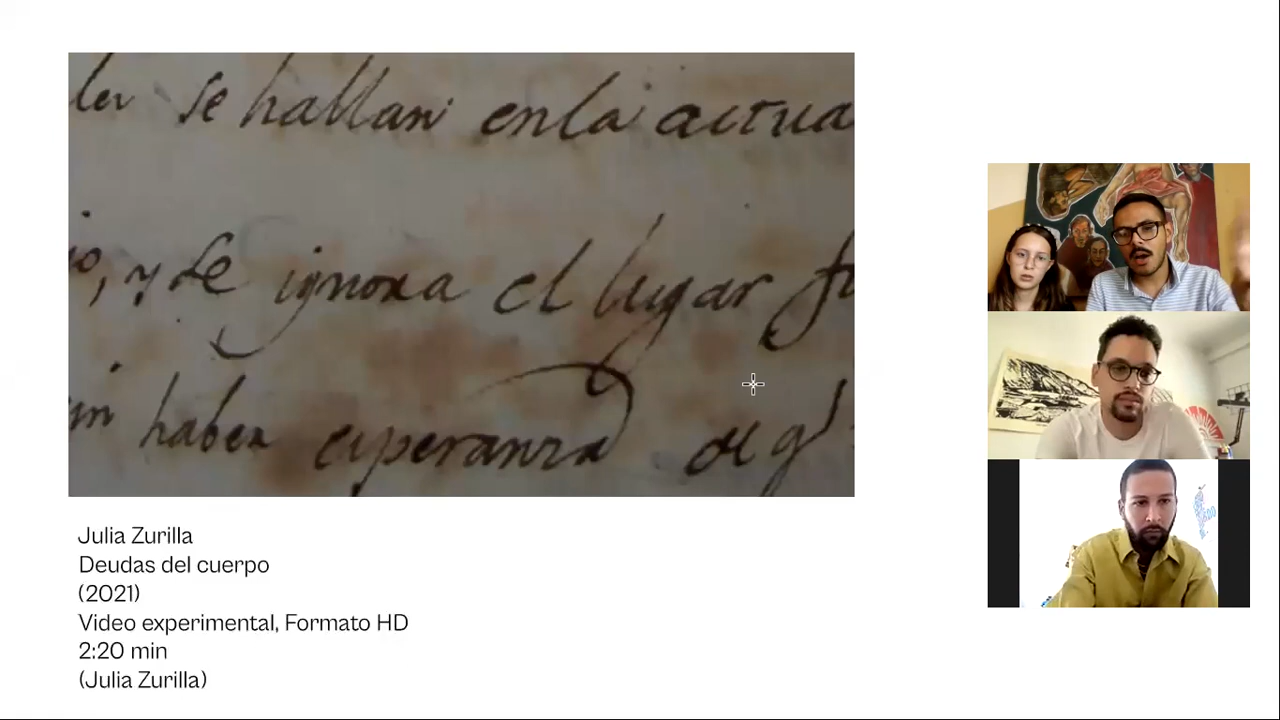 se hallan en la actua
y se ignora el lugar
haber esperanza
Julia Zurilla
Deudas del cuerpo
(2021)
Video experimental, Formato HD
2:20 min
(Julia Zurilla)